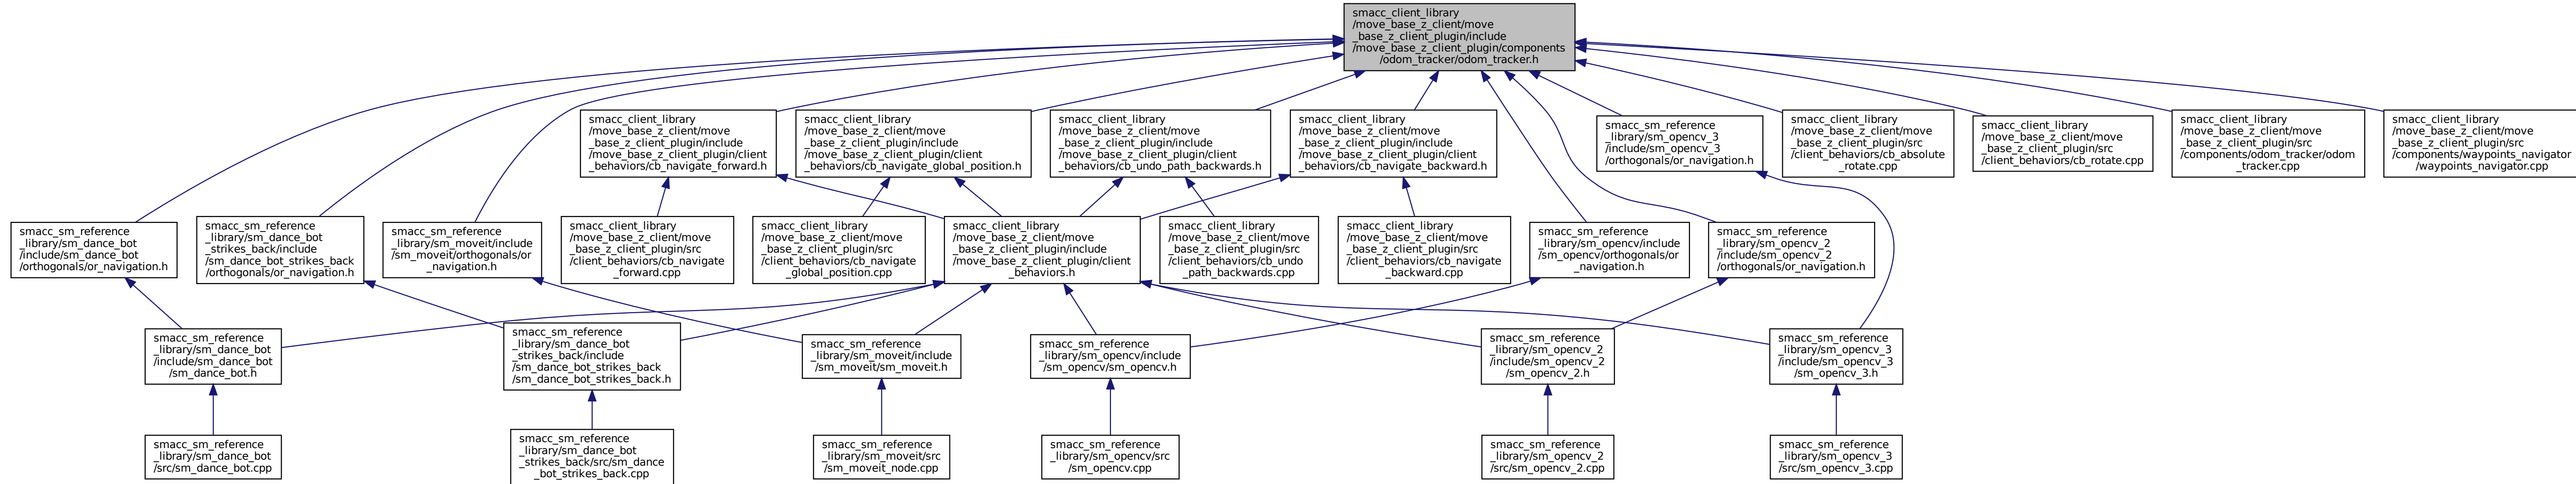 smacc_client_library
/move_base_z_client/move
_base_z_client_plugin/include
/move_base_z_client_plugin/components
/odom_tracker/odom_tracker.h
smacc_client_library
/move_base_z_client/move
_base_z_client_plugin/include
/move_base_z_client_plugin/client
_behaviors/cb_navigate_forward.h
smacc_client_library
/move_base_z_client/move
_base_z_client_plugin/include
/move_base_z_client_plugin/client
_behaviors/cb_navigate_global_position.h
smacc_client_library
/move_base_z_client/move
_base_z_client_plugin/include
/move_base_z_client_plugin/client
_behaviors/cb_undo_path_backwards.h
smacc_client_library
/move_base_z_client/move
_base_z_client_plugin/include
/move_base_z_client_plugin/client
_behaviors/cb_navigate_backward.h
smacc_sm_reference
_library/sm_opencv_3
/include/sm_opencv_3
/orthogonals/or_navigation.h
smacc_client_library
/move_base_z_client/move
_base_z_client_plugin/src
/client_behaviors/cb_absolute
_rotate.cpp
smacc_client_library
/move_base_z_client/move
_base_z_client_plugin/src
/client_behaviors/cb_rotate.cpp
smacc_client_library
/move_base_z_client/move
_base_z_client_plugin/src
/components/odom_tracker/odom
_tracker.cpp
smacc_client_library
/move_base_z_client/move
_base_z_client_plugin/src
/components/waypoints_navigator
/waypoints_navigator.cpp
smacc_sm_reference
_library/sm_dance_bot
/include/sm_dance_bot
/orthogonals/or_navigation.h
smacc_sm_reference
_library/sm_dance_bot
_strikes_back/include
/sm_dance_bot_strikes_back
/orthogonals/or_navigation.h
smacc_sm_reference
_library/sm_moveit/include
/sm_moveit/orthogonals/or
_navigation.h
smacc_client_library
/move_base_z_client/move
_base_z_client_plugin/src
/client_behaviors/cb_navigate
_forward.cpp
smacc_client_library
/move_base_z_client/move
_base_z_client_plugin/src
/client_behaviors/cb_navigate
_global_position.cpp
smacc_client_library
/move_base_z_client/move
_base_z_client_plugin/include
/move_base_z_client_plugin/client
_behaviors.h
smacc_client_library
/move_base_z_client/move
_base_z_client_plugin/src
/client_behaviors/cb_undo
_path_backwards.cpp
smacc_client_library
/move_base_z_client/move
_base_z_client_plugin/src
/client_behaviors/cb_navigate
_backward.cpp
smacc_sm_reference
_library/sm_opencv/include
/sm_opencv/orthogonals/or
_navigation.h
smacc_sm_reference
_library/sm_opencv_2
/include/sm_opencv_2
/orthogonals/or_navigation.h
smacc_sm_reference
_library/sm_dance_bot
/include/sm_dance_bot
/sm_dance_bot.h
smacc_sm_reference
_library/sm_dance_bot
_strikes_back/include
/sm_dance_bot_strikes_back
/sm_dance_bot_strikes_back.h
smacc_sm_reference
_library/sm_moveit/include
/sm_moveit/sm_moveit.h
smacc_sm_reference
_library/sm_opencv/include
/sm_opencv/sm_opencv.h
smacc_sm_reference
_library/sm_opencv_2
/include/sm_opencv_2
/sm_opencv_2.h
smacc_sm_reference
_library/sm_opencv_3
/include/sm_opencv_3
/sm_opencv_3.h
smacc_sm_reference
_library/sm_dance_bot
/src/sm_dance_bot.cpp
smacc_sm_reference
_library/sm_dance_bot
_strikes_back/src/sm_dance
_bot_strikes_back.cpp
smacc_sm_reference
_library/sm_moveit/src
/sm_moveit_node.cpp
smacc_sm_reference
_library/sm_opencv/src
/sm_opencv.cpp
smacc_sm_reference
_library/sm_opencv_2
/src/sm_opencv_2.cpp
smacc_sm_reference
_library/sm_opencv_3
/src/sm_opencv_3.cpp